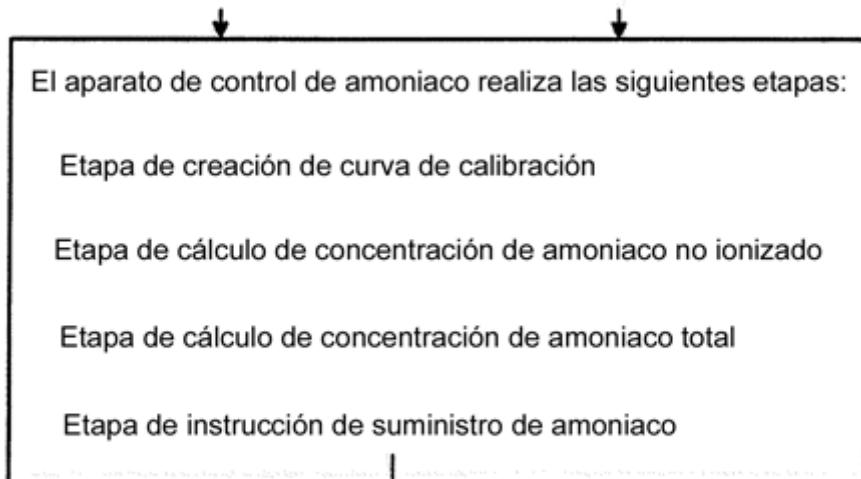 El aparato de control de amoniaco realiza las siguientes etapas:
Etapa de creación de curva de calibración
Etapa de cálculo de concentración de amoniaco no ionizado
Etapa de cálculo de concentración de amoniaco total
Etapa de instrucción de suministro de amoniaco